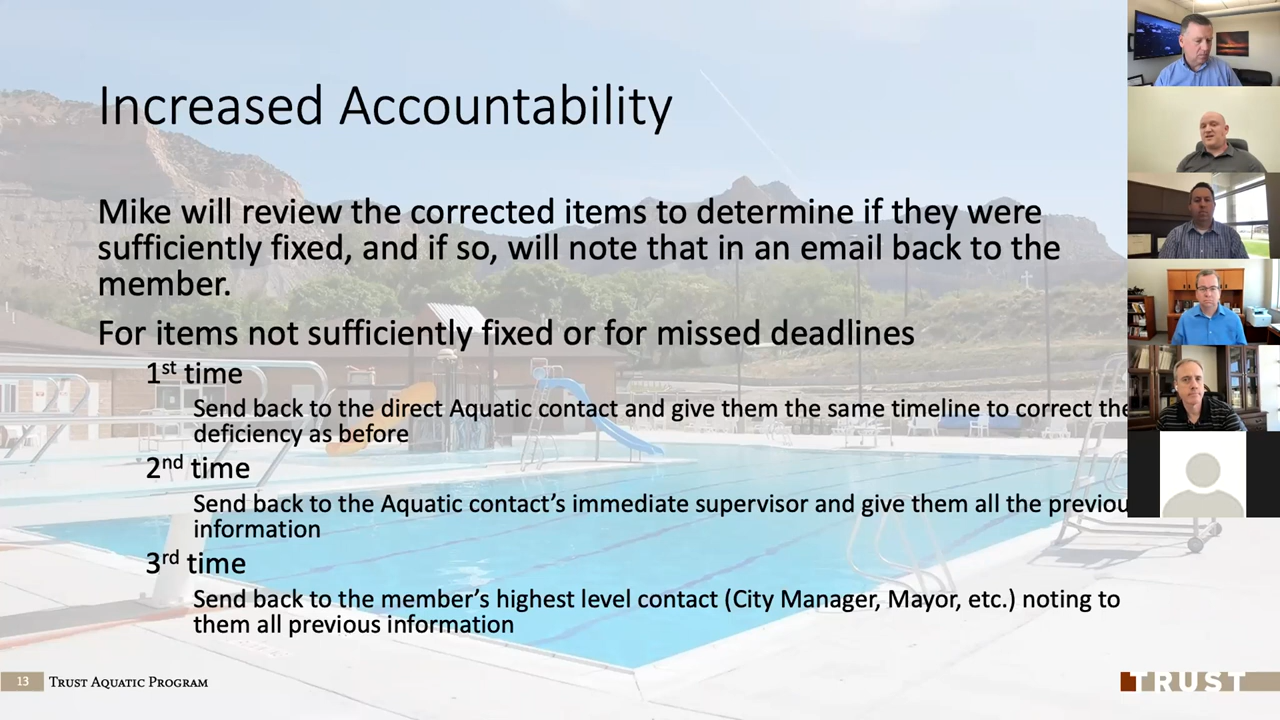 Increased Accountability
Mike will review the corrected items to determine if they were
sufficiently fixed, and if so, will note that in an email back to the
member.
For items not sufficiently fixed or for missed deadlines
1st time
Send back to the direct Aquatic contact and give them the same timeline to correct the
deficiency as before
2nd time
Send back to the Aquatic contact's immediate supervisor and give them all the previou
information
3rd time
Send back to the member's highest level contact (City Manager, Mayor, etc.) noting to
them all previous information
13 TRUST AQUATIC PROGRAM
TRUST